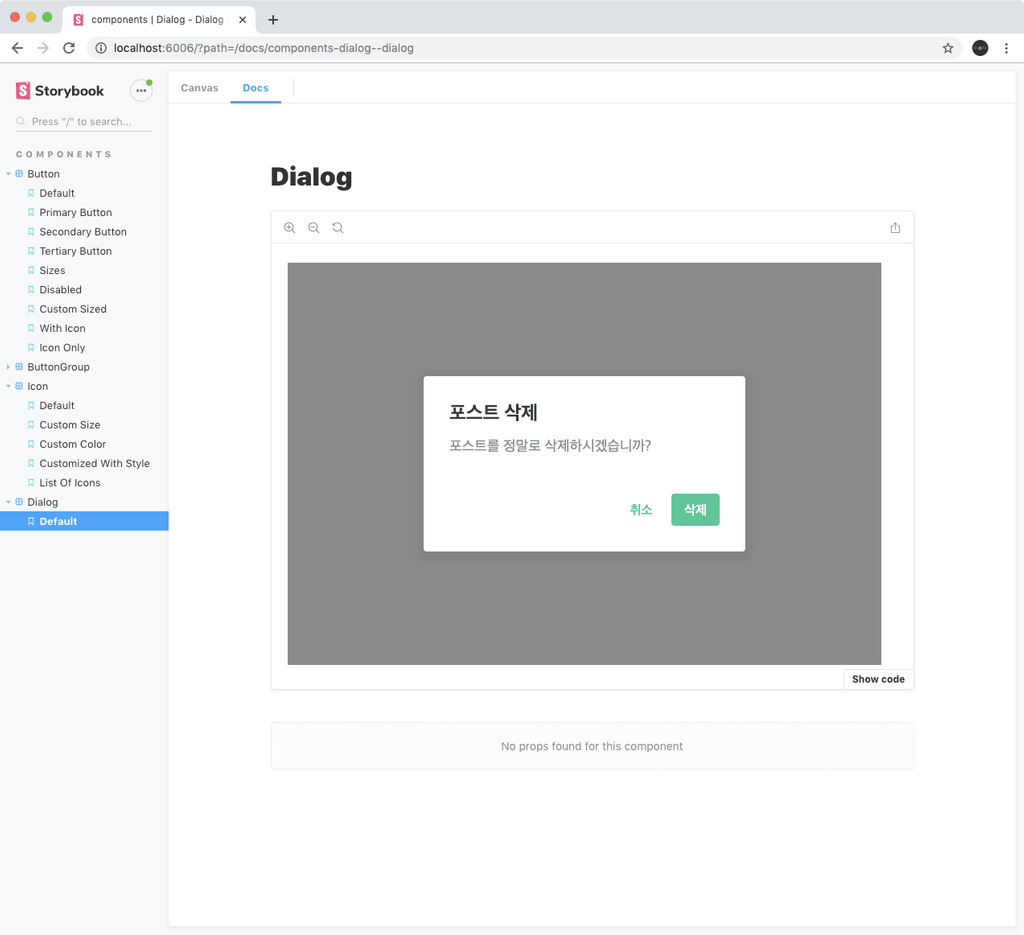 components | Dialog - Dialog
localhost:6006/?path=/docs/components-dialog--dialog
Storybook
Press "/" to search...
COMPONENTS
Button
Default
Primary Button
Secondary Button
Tertiary Button
Sizes
Disabled
Custom Sized
With Icon
Icon Only
ButtonGroup
Icon
Default
Custom Size
Custom Color
Customized With Style
List Of Icons
Dialog
Default
Canvas
Docs
Dialog
포스트 삭제
포스트를 정말로 삭제하시겠습니까?
취소
삭제
Show code
No props found for this component